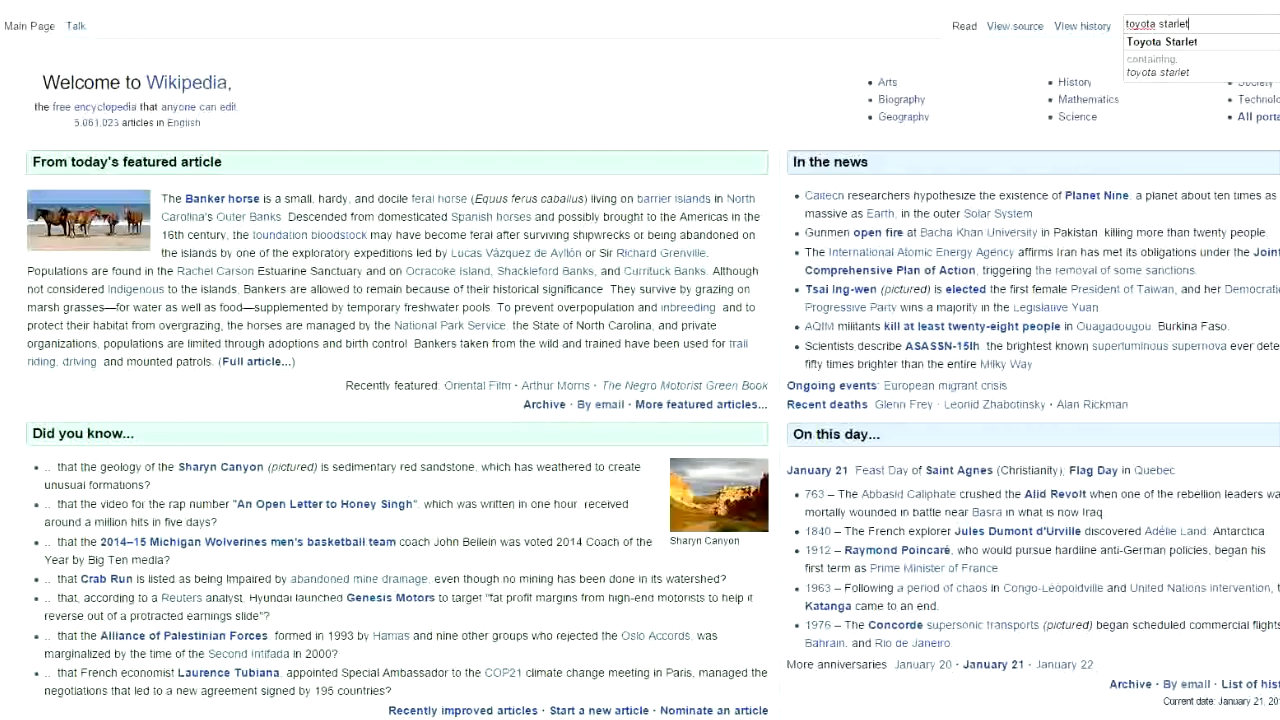 Main Page Talk
Read View source View history
toyota starlet
Toyota Starlet
containing...
toyota starlet
Welcome to Wikipedia,
the free encyclopedia that anyone can edit.
5,061,023 articles in English
Arts
Biography
Geography
History
Mathematics
Science
Society
All
From today's featured article
The Banker horse is a small, hardy, and docile feral horse (Equus ferus caballus) living on barrier islands in North
Carolina's Outer Banks. Descended from domesticated Spanish horses and possibly brought to the Americas in the
16th century, the foundation bloodstock may have become feral after surviving shipwrecks or being abandoned on
the islands by one of the exploratory expeditions led by Lucas Vázquez de Ayllón or Sir Richard Grenville.
Populations are found in the Rachel Carson Estuarine Sanctuary and on Ocracoke Island, Shackleford Banks, and Currituck Banks. Although
not considered indigenous to the islands, Bankers are allowed to remain because of their historical significance. They survive by grazing on
marsh grasses—for water as well as food—supplemented by temporary freshwater pools. To prevent overpopulation and inbreeding, and to
protect their habitat from overgrazing, the horses are managed by the National Park Service, the State of North Carolina, and private
organizations; populations are limited through adoptions and birth control. Bankers taken from the wild and trained have been used for trail
riding, driving, and mounted patrols. (Full article...)
Recently featured: Oriental Film · Arthur Morris · The Negro Motorist Green Book
Archive · By email · More featured articles...
Did you know...
... that the geology of the Sharyn Canyon (pictured) is sedimentary red sandstone, which has weathered to create
unusual formations?
... that the video for the rap number "An Open Letter to Honey Singh", which was written in one hour, received
around a million hits in five days?
... that the 2014–15 Michigan Wolverines men's basketball team coach John Beilein was voted 2014 Coach of the
Year by Big Ten media?
... that Crab Run is listed as being impaired by abandoned mine drainage, even though no mining has been done in its watershed?
... that, according to a Reuters analyst, Hyundai launched Genesis Motors to target "fat profit margins from high-end motorists to help it
reverse out of a protracted earnings slide"?
... that the Alliance of Palestinian Forces, formed in 1993 by Hamas and nine other groups who rejected the Oslo Accords, was
marginalized by the time of the Second Intifada in 2000?
... that French economist Laurence Tubiana, appointed Special Ambassador to the COP21 climate change meeting in Paris, managed the
negotiations that led to a new agreement signed by 195 countries?
Sharyn Canyon
Recently improved articles · Start a new article · Nominate an article
In the news
Caltech researchers hypothesize the existence of Planet Nine, a planet about ten times as
massive as Earth, in the outer Solar System.
Gunmen open fire at Bacha Khan University in Pakistan, killing more than twenty people.
The International Atomic Energy Agency affirms Iran has met its obligations under the Joint
Comprehensive Plan of Action, triggering the removal of some sanctions.
Tsai Ing-wen (pictured) is elected the first female President of Taiwan, and her Democratic
Progressive Party wins a majority in the Legislative Yuan.
AQIM militants kill at least twenty-eight people in Ouagadougou, Burkina Faso.
Scientists describe ASASSN-15lh, the brightest known superluminous supernova ever
fifty times brighter than the entire Milky Way.
Ongoing events: European migrant crisis
Recent deaths: Glenn Frey · Leonid Zhabotinsky · Alan Rickman
On this day...
January 21: Feast Day of Saint Agnes (Christianity); Flag Day in Quebec
763 – The Abbasid Caliphate crushed the Alid Revolt when one of the rebellion leaders
mortally wounded in battle near Basra in what is now Iraq.
1840 – The French explorer Jules Dumont d'Urville discovered Adélie Land, Antarctica.
1912 – Raymond Poincaré, who would pursue hardline anti-German policies, began his
first term as Prime Minister of France.
1963 – Following a period of chaos in Congo-Léopoldville and United Nations intervention,
Katanga came to an end.
1976 – The Concorde supersonic transports (pictured) began scheduled commercial flights
Bahrain, and Rio de Janeiro.
More anniversaries: January 20 · January 21 · January 22
Archive · By email · List of
Current date: January 21,